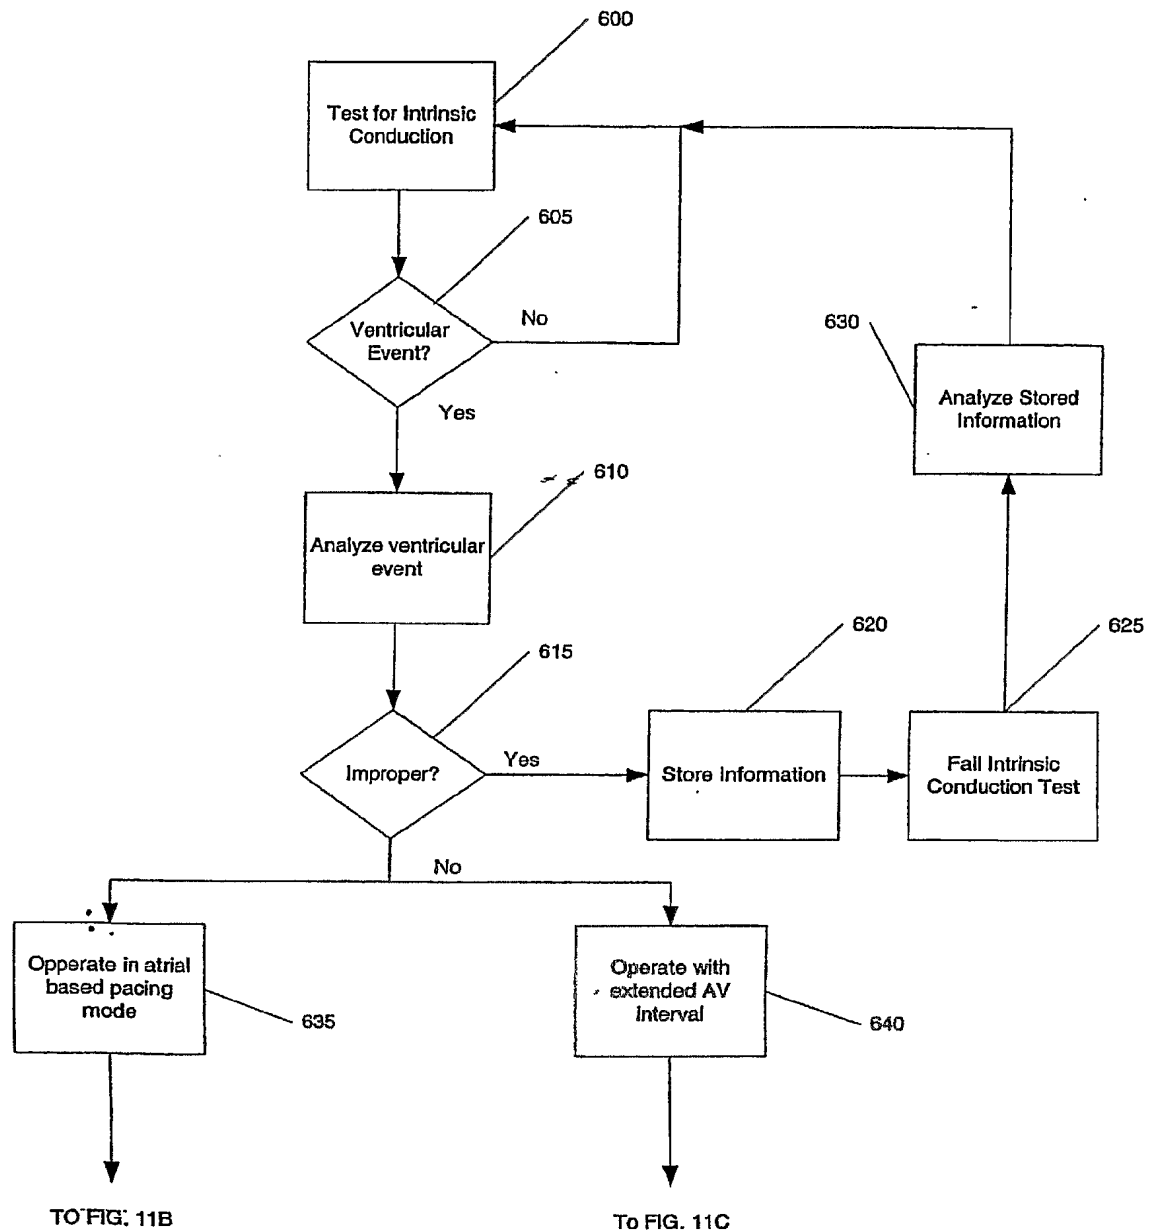 600
Test for Intrinsic
Conduction
605
Ventricular
Event?
No
Yes
630
Analyze Stored
Information
610
Analyze ventricular
event
615
Improper?
Yes
620
Store Information
625
Fail Intrinsic
Conduction Test
No
Opperate in atrial
based pacing
mode
635
Operate with
extended AV
Interval
640
TO FIG. 11B
To FIG. 11C